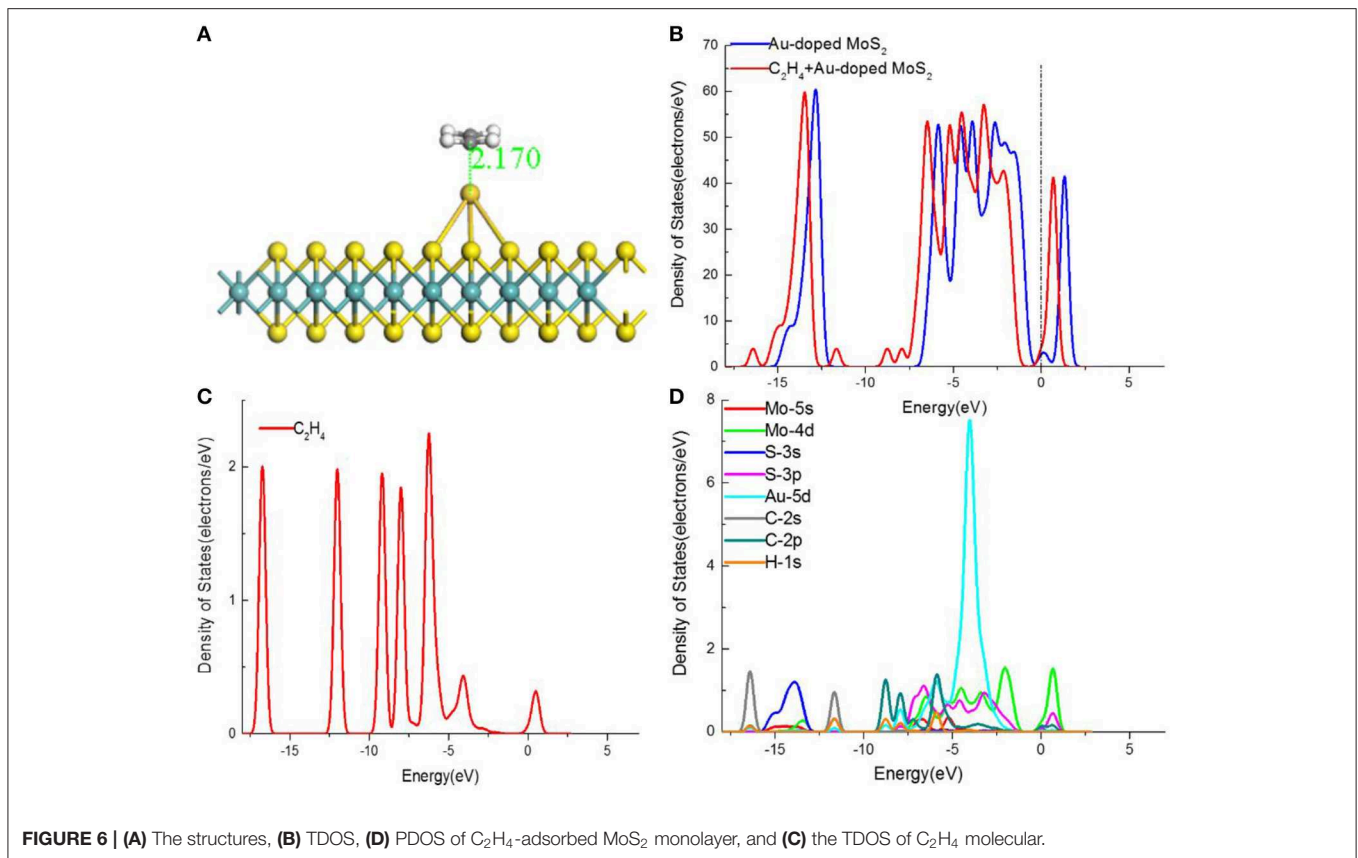 A
2.170
B
Au-doped MoS₂
C₂H₄+Au-doped MoS₂
Density of States(electrons/eV)
70
60
50
40
30
20
10
0
-15
-10
-5
0
5
Energy(eV)
C
C₂H₄
Density of States(electrons/eV)
2
1
0
-15
-10
-5
0
5
Energy(eV)
D
Mo-5s
Mo-4d
S-3s
S-3p
Au-5d
C-2s
C-2p
H-1s
Density of States(electrons/eV)
8
6
4
2
0
-15
-10
-5
0
5
Energy(eV)
FIGURE 6 | (A) The structures, (B) TDOS, (D) PDOS of C₂H₄-adsorbed MoS₂ monolayer, and (C) the TDOS of C₂H₄ molecular.